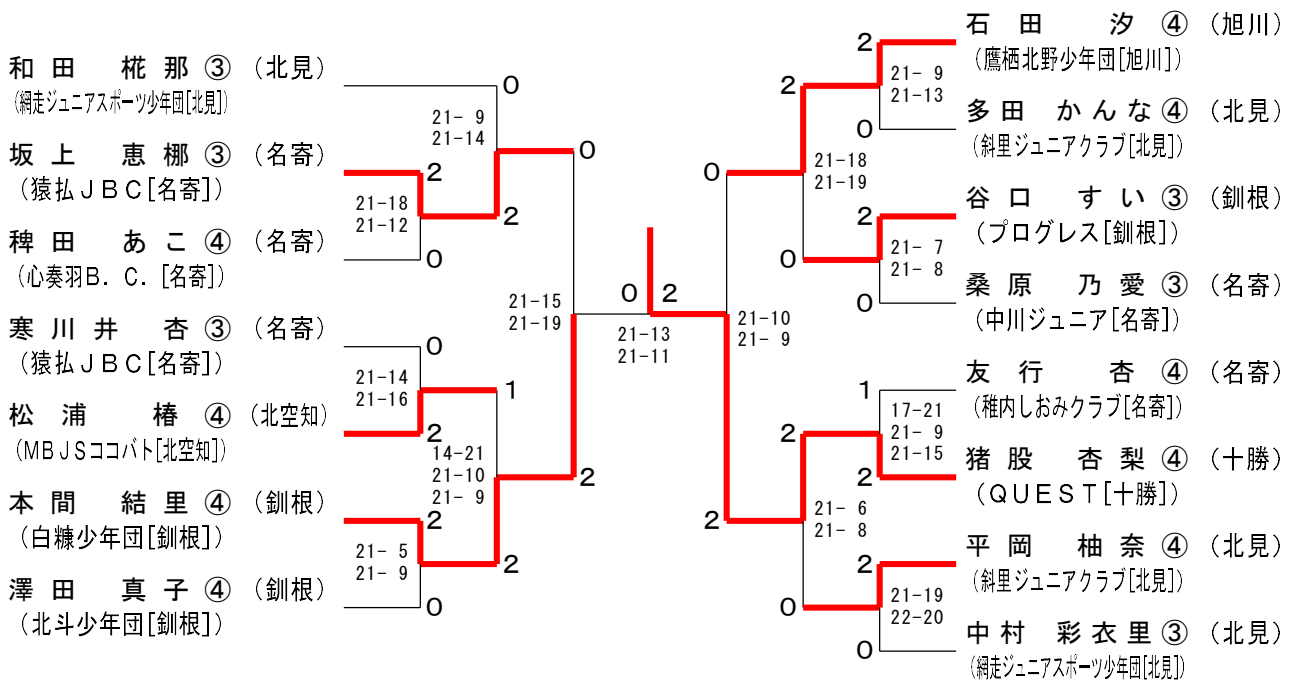 和田 椛那 ③ (北見)
(網走ジュニアスポーツ少年団[北見])
坂上 恵梛 ③ (名寄)
(猿払JBC[名寄])
稗田 あこ ④ (名寄)
(心奏羽B.C.[名寄])
寒川井 杏 ③ (名寄)
(猿払JBC[名寄])
松浦 椿 ④ (北空知)
(MBJSココバト[北空知])
本間 結里 ④ (釧根)
(白糠少年団[釧根])
澤田 真子 ④ (釧根)
(北斗少年団[釧根])
0
21- 9
21-14
2
21-18
21-12
2
0
0
0
21-14
21-16
2
1
14-21
21-10
21- 9
2
21- 5
21- 9
0
2
2
21-15
21-19
0 2
21-13
21-11
0
21-10
21- 9
2
2
21-18
21-19
0
2
21- 6
21- 8
0
2
21- 9
21-13
0
2
21- 7
21- 8
0
1
17-21
21- 9
21-15
2
2
21-19
22-20
0
石田 汐 ④ (旭川)
(鷹栖北野少年団[旭川])
多田 かんな ④ (北見)
(斜里ジュニアクラブ[北見])
谷口 すい ③ (釧根)
(プログレス[釧根])
桑原 乃愛 ③ (名寄)
(中川ジュニア[名寄])
友行 杏 ④ (名寄)
(稚内しおみクラブ[名寄])
猪股 杏梨 ④ (十勝)
(QUEST[十勝])
平岡 柚奈 ④ (北見)
(斜里ジュニアクラブ[北見])
中村 彩衣里 ③ (北見)
(網走ジュニアスポーツ少年団[北見])